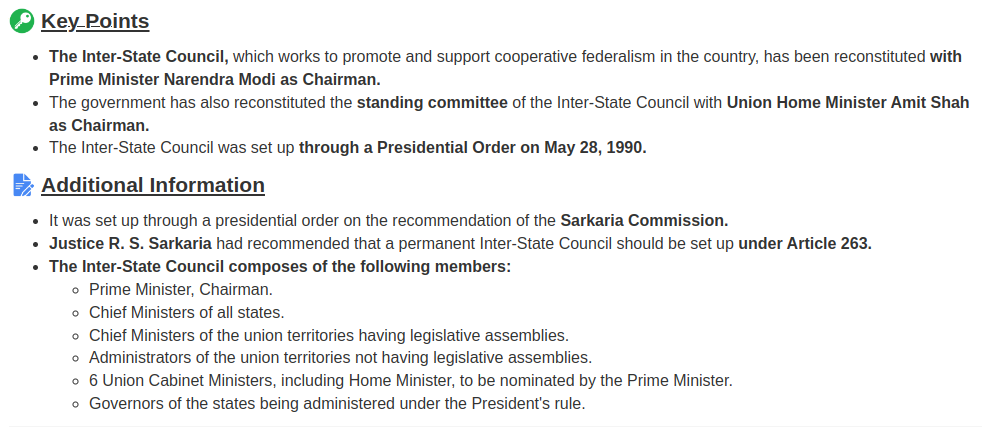 Key Points
• The Inter-State Council, which works to promote and support cooperative federalism in the country, has been reconstituted with
Prime Minister Narendra Modi as Chairman.
• The government has also reconstituted the standing committee of the Inter-State Council with Union Home Minister Amit Shah
as Chairman.
• The Inter-State Council was set up through a Presidential Order on May 28, 1990.
Additional Information
• It was set up through a presidential order on the recommendation of the Sarkaria Commission.
• Justice R. S. Sarkaria had recommended that a permanent Inter-State Council should be set up under Article 263.
• The Inter-State Council composes of the following members:
◦ Prime Minister, Chairman.
◦ Chief Ministers of all states.
◦ Chief Ministers of the union territories having legislative assemblies.
◦ Administrators of the union territories not having legislative assemblies.
◦ 6 Union Cabinet Ministers, including Home Minister, to be nominated by the Prime Minister.
◦ Governors of the states being administered under the President's rule.